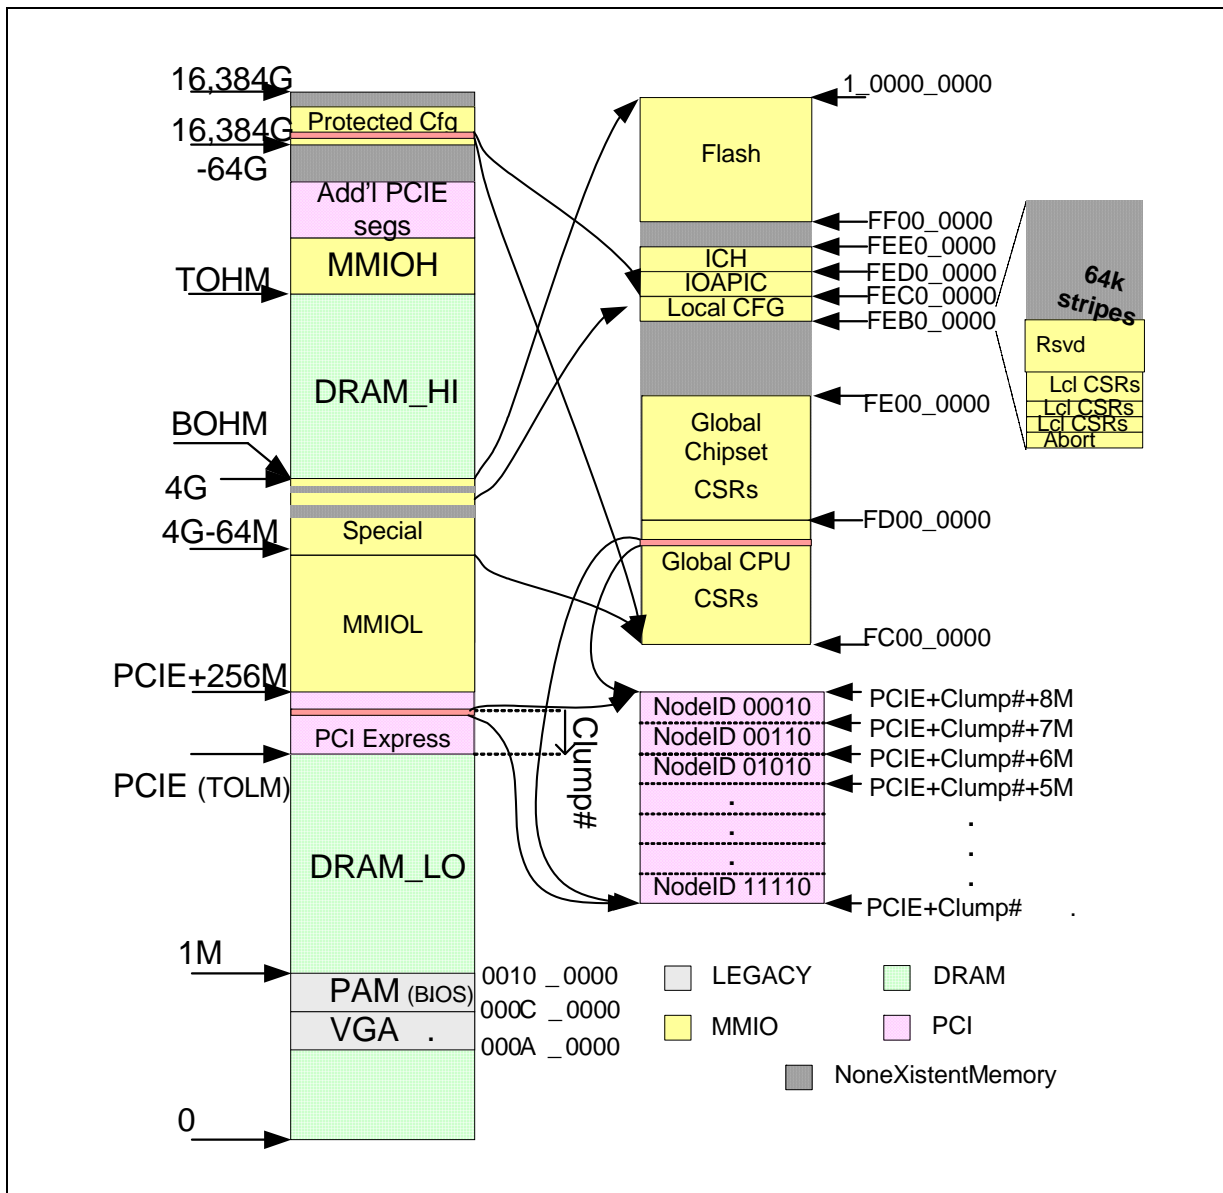 16,384G
Protected Cfg
16,384G
-64G
Add'l PCIE
segs
MMIOH
TOHM
DRAM_HI
BOHM
4G
4G-64M
Special
MMIOL
PCIE+256M
PCI Express
PCIE (TOLM)
Clump#
DRAM_LO
1M
PAM (BIOS)
VGA .
0010 _0000
000C _0000
000A _0000
0
1_0000_0000
Flash
FF00_0000
FEE0_0000
ICH
FED0_0000
IOAPIC
FEC0_0000
Local CFG
FEB0_0000
FE00_0000
Global
Chipset
CSRs
FD00_0000
Global CPU
CSRs
FC00_0000
64k
stripes
Rsvd
Lcl CSRs
Lcl CSRs
Lcl CSRs
Abort
NodeID 00010
PCIE+Clump#+8M
NodeID 00110
PCIE+Clump#+7M
NodeID 01010
PCIE+Clump#+6M
PCIE+Clump#+5M
.
.
.
.
.
.
NodeID 11110
PCIE+Clump# .
LEGACY
DRAM
MMIO
PCI
NoneXistentMemory